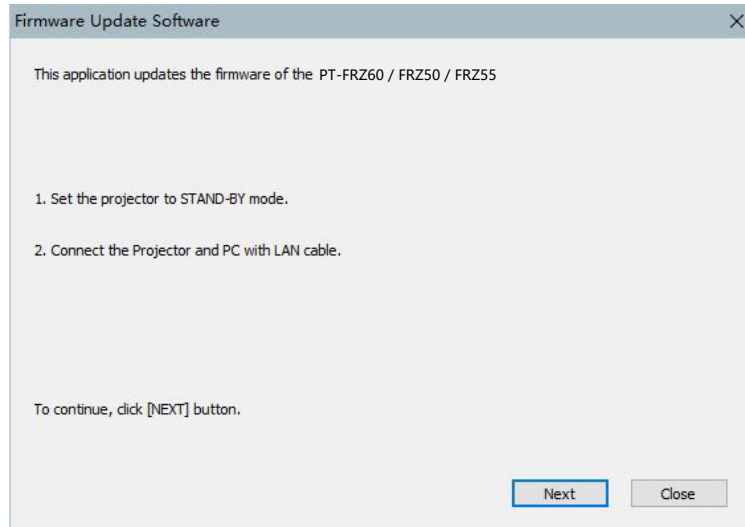 Firmware Update Software
This application updates the firmware of the PT-FRZ60 / FRZ50 / FRZ55
1. Set the projector to STAND-BY mode.
2. Connect the Projector and PC with LAN cable.
To continue, click [NEXT] button.
Next
Close